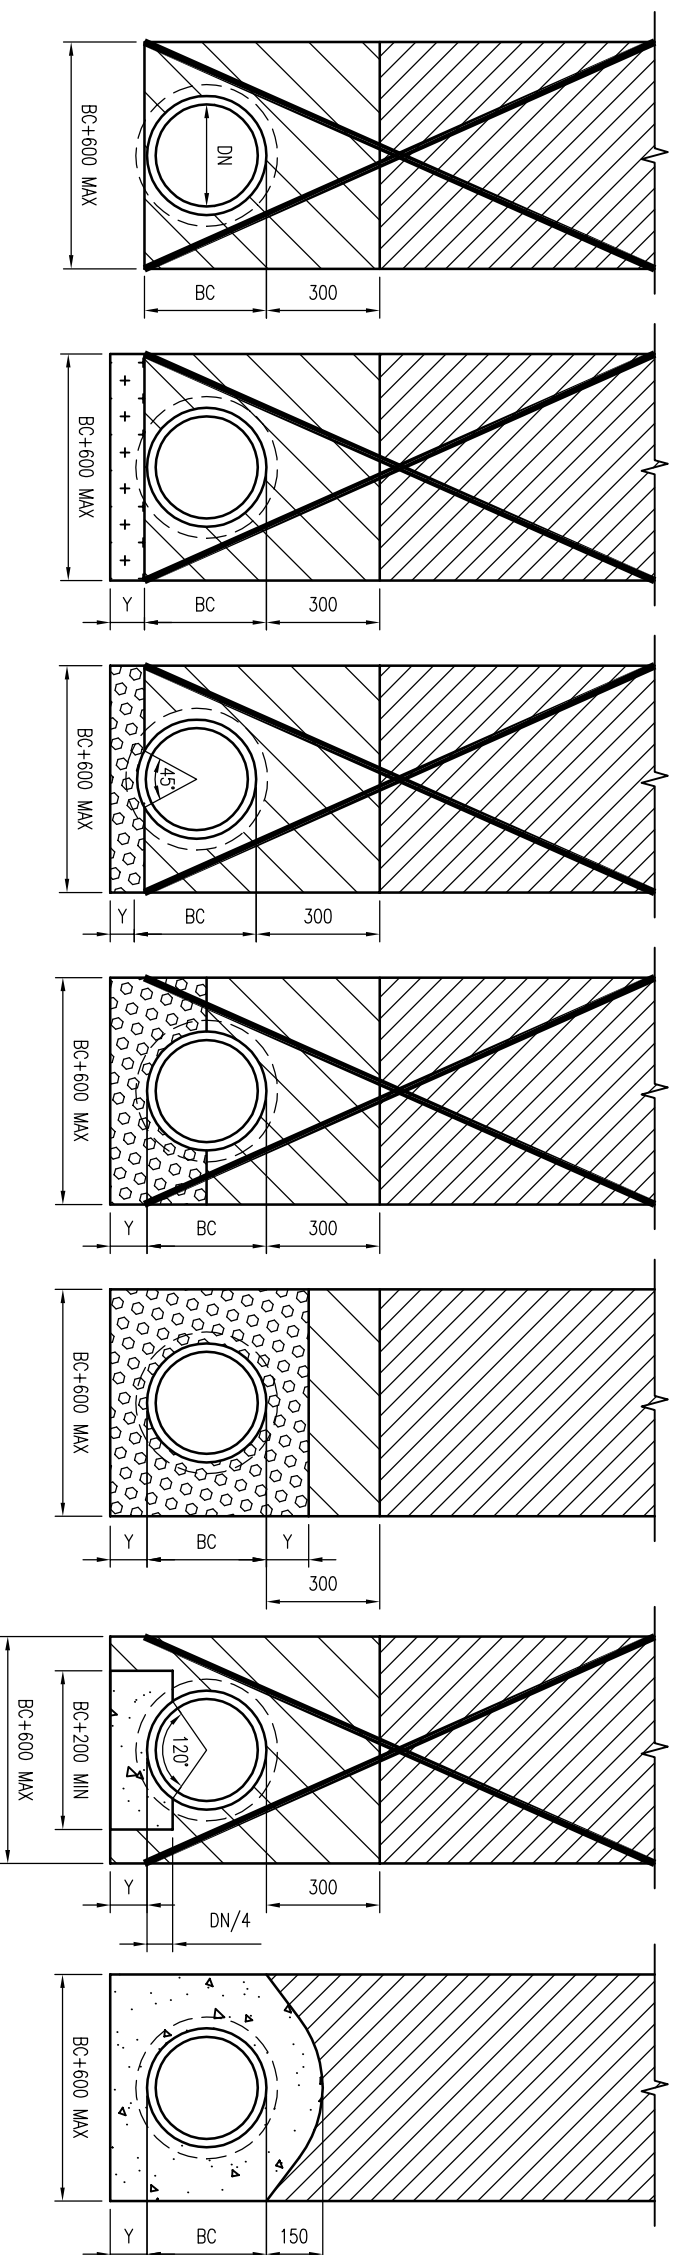 BC+600 MAX
DN
BC
300
BC+600 MAX
Y
BC
300
BC+600 MAX
45°
Y
BC
300
BC+600 MAX
Y
BC
300
BC+600 MAX
Y
BC
Y
300
BC+600 MAX
BC+200 MIN
120°
Y
300
DN/4
BC+600 MAX
Y
BC
150